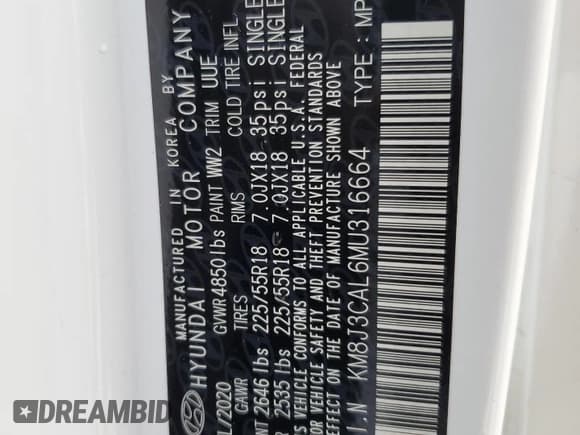 MANUFACTURED IN KOREA BY
HYUNDAI MOTOR COMPANY
L/2020 GVWR 4850 lbs PAINT WW2 TRIM UUE
GAWR TIRES RIMS COLD TIRE INFL.
NT 2646 lbs 225/55R18 7.0JX18 35psi SINGLE
R 2535 lbs 225/55R18 7.0JX18 35psi SINGLE
S VEHICLE CONFORMS TO ALL APPLICABLE U.S.A. FEDERAL
R VEHICLE SAFETY AND THEFT PREVENTION STANDARDS
EFFECT ON THE DATE OF MANUFACTURE SHOWN ABOVE
I.N KM8J3CAL6MU316664 TYPE: MP
DREAMBID